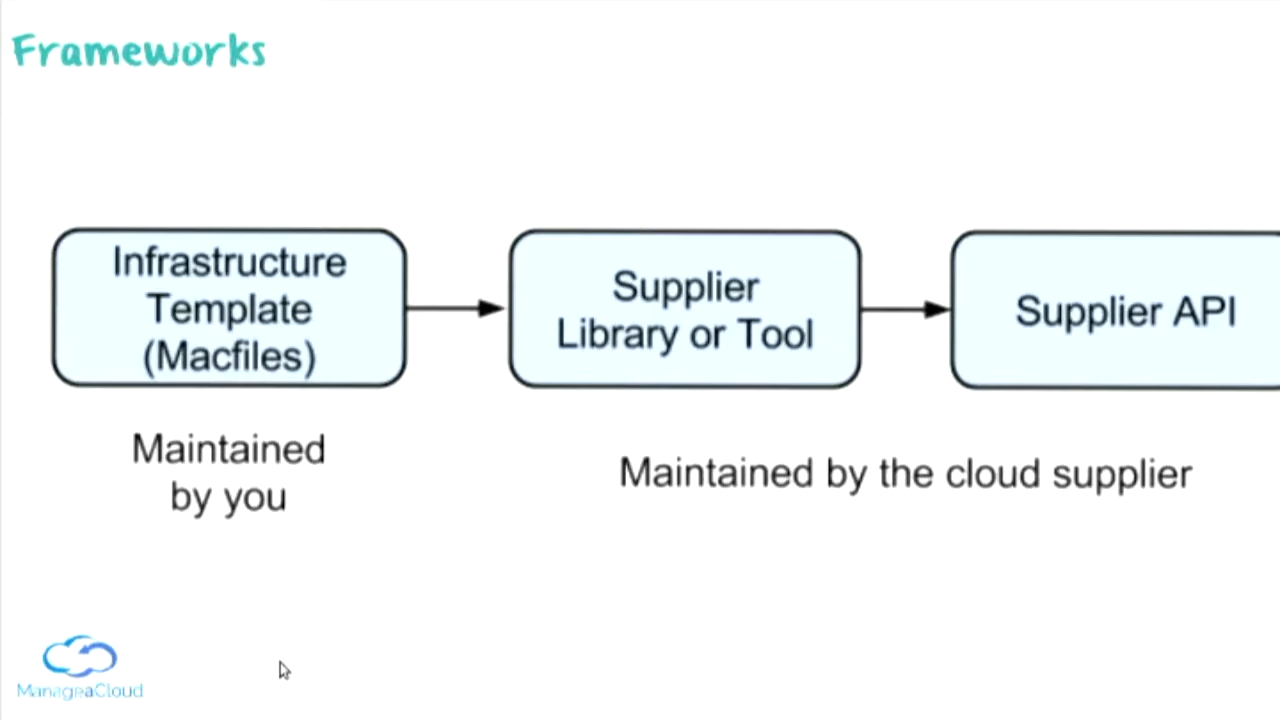 Frameworks
Infrastructure
Template
(Macfiles)
Supplier
Library or Tool
Supplier API
Maintained
by you
Maintained by the cloud supplier
ManageaCloud